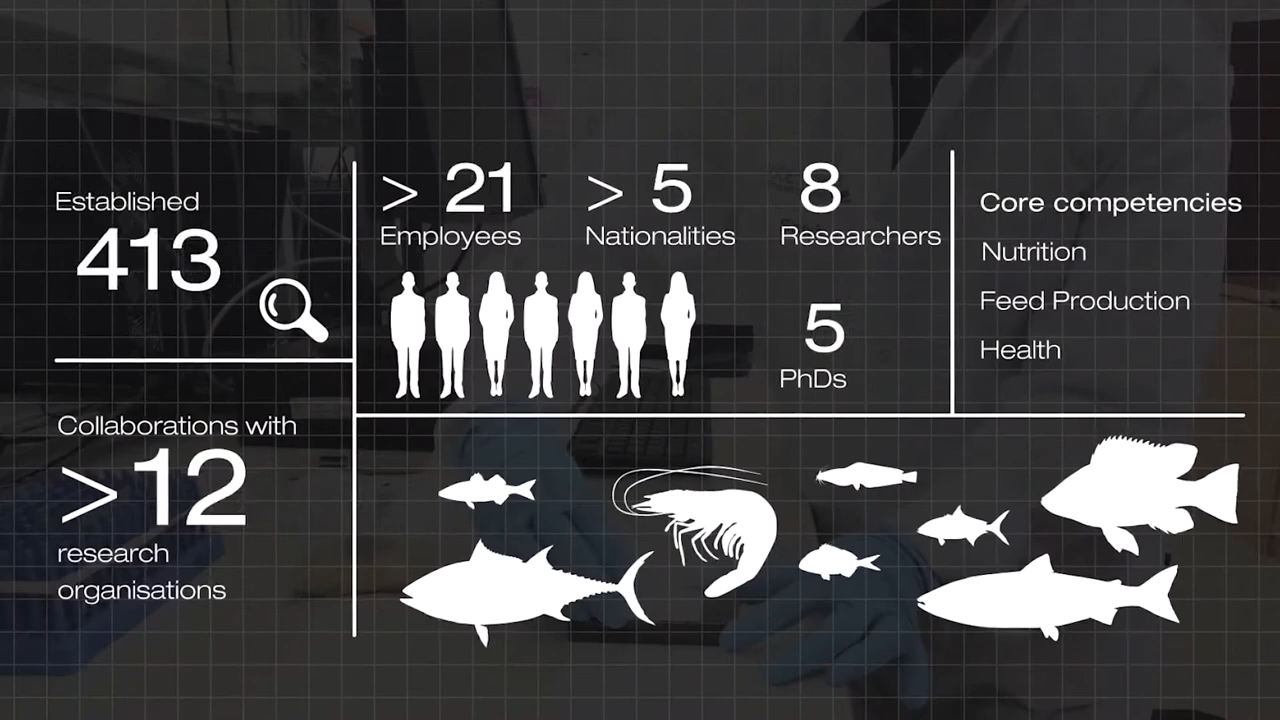 Established
413
Collaborations with
>12
research
organisations
> 21
Employees
> 5
Nationalities
8
Researchers
5
PhDs
Core competencies
Nutrition
Feed Production
Health